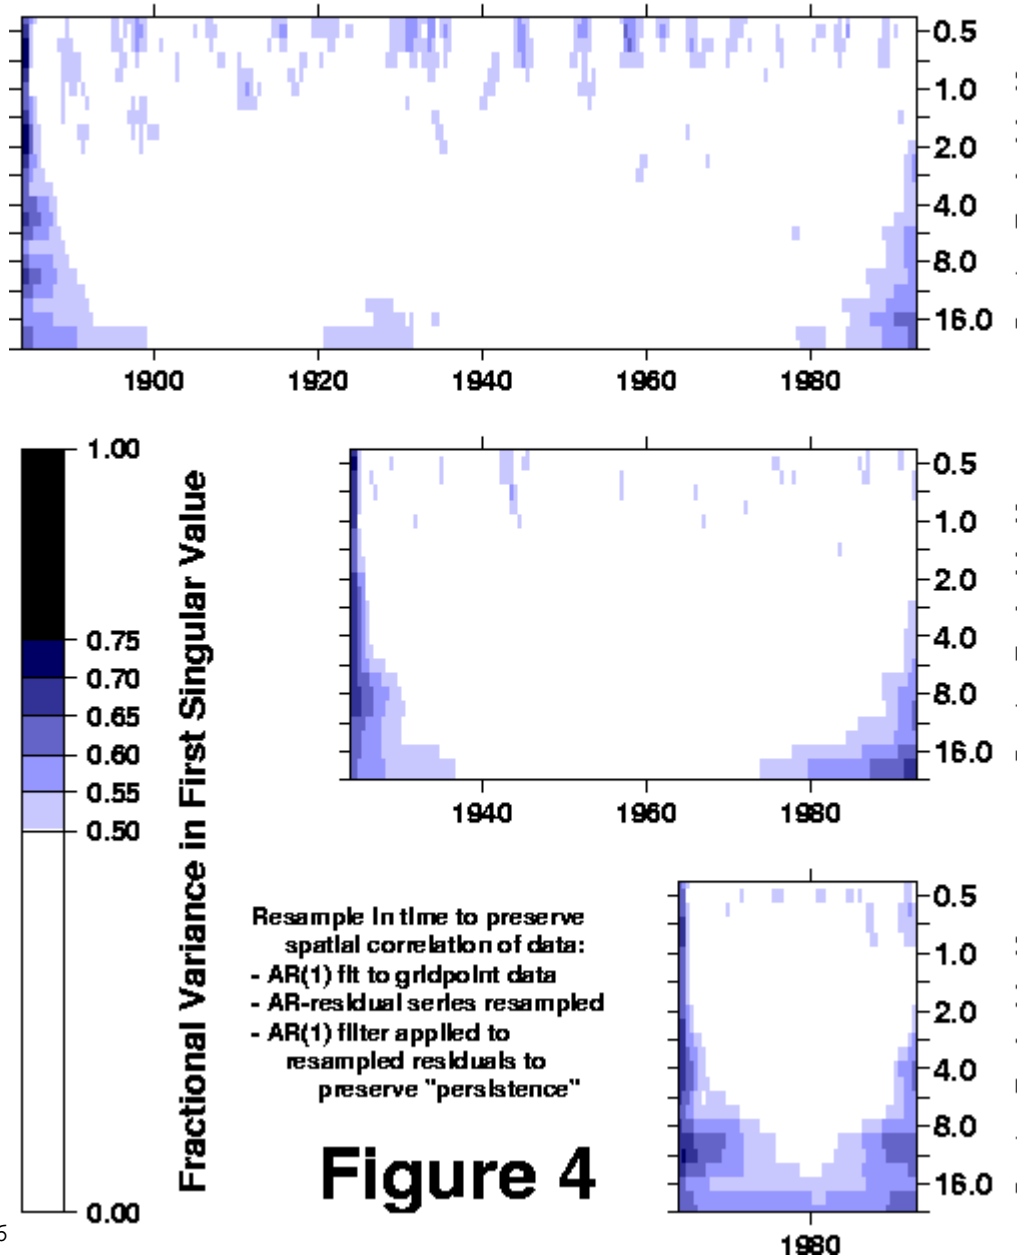 0.5
1.0
2.0
4.0
8.0
16.0
1900 1920 1940 1960 1980
0.5
1.0
2.0
4.0
8.0
16.0
1940 1960 1980
1.00
0.75
0.70
0.65
0.60
0.55
0.50
0.00
Fractional Variance in First Singular Value
Resample in time to preserve
spatial correlation of data:
- AR(1) fit to gridpoint data
- AR-residual series resampled
- AR(1) filter applied to
resampled residuals to
preserve "persistence"
Figure 4
0.5
1.0
2.0
4.0
8.0
16.0
1980